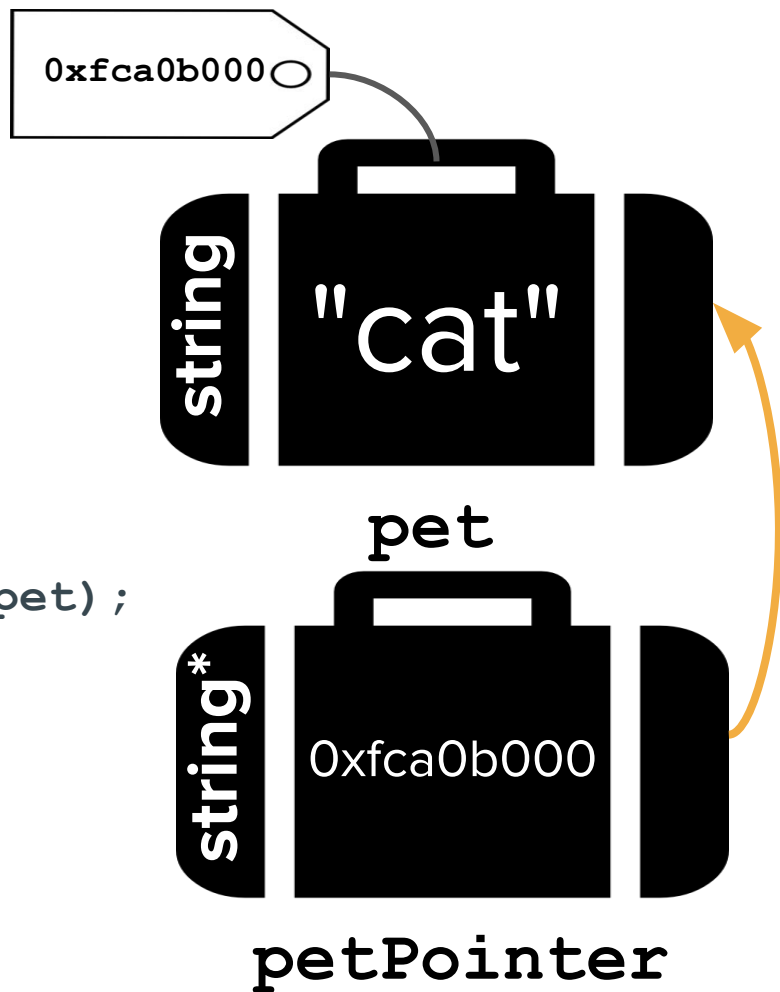 0xfca0b000
string
"cat"
pet
pet);
string*
0xfca0b000
petPointer